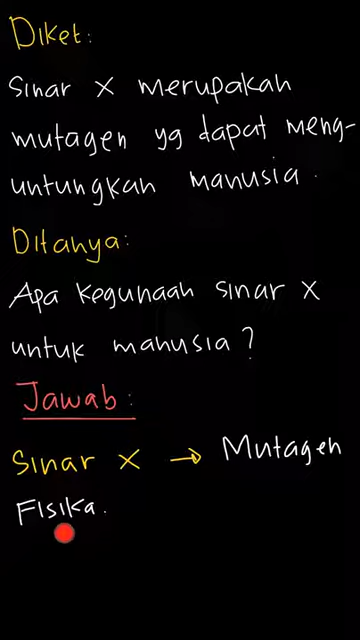 Diket:
Sinar X merupakan
mutagen yg dapat meng-
untungkan manusia.
Ditanya:
Apa kegunaan sinar X
untuk manusia?
Jawab:
Sinar X → Mutagen
Fisika.